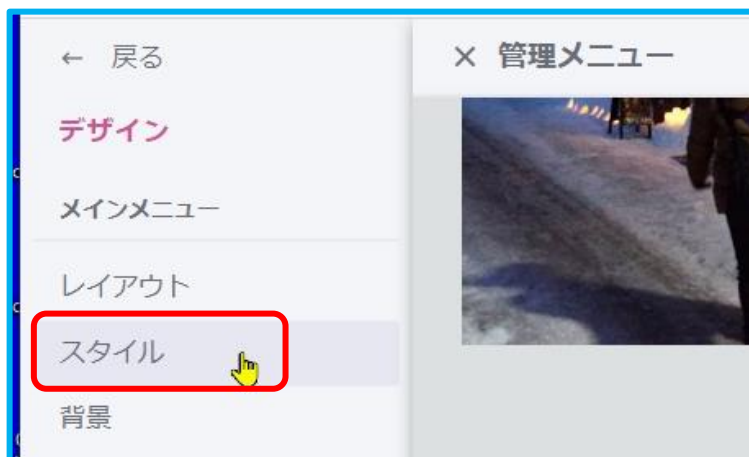 ← 戻る
× 管理メニュー
デザイン
メインメニュー
レイアウト
スタイル
背景